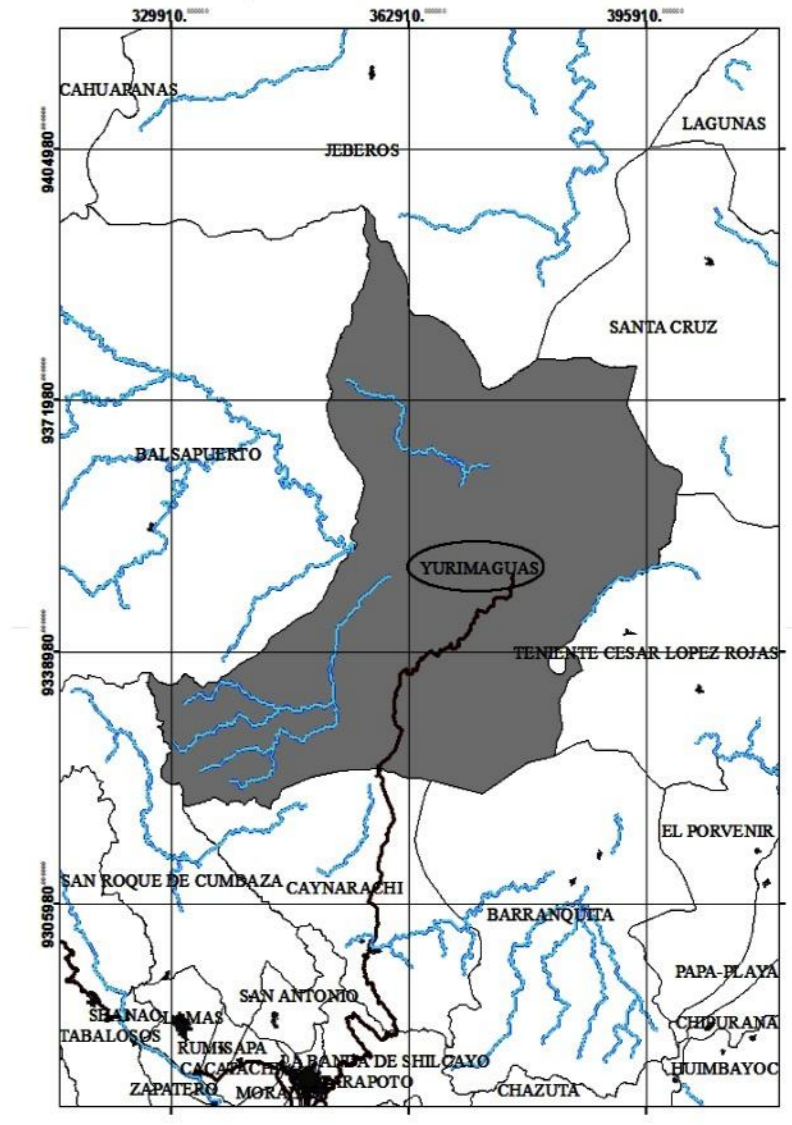 329910.
362910.
395910.
CAHUAPANAS
LAGUNAS
JEBEROS
9404980
SANTA CRUZ
9371980
BALSAPUERTO
YURIMAGUAS
9338980
TENIENTE CESAR LOPEZ ROJAS
EL PORVENIR
SAN ROQUE DE CUMBAZA
CAYNARACHI
9305980
BARRANQUITA
PAPA-PLAYA
SAN ANTONIO
SHANAO
LAMAS
CHIPURANA
TABALOSOS
RUMISAPA
LA BANDA DE SHILCAYO
CACATACHI
HUIMBAYOC
ZAPATERO
CHAZUTA